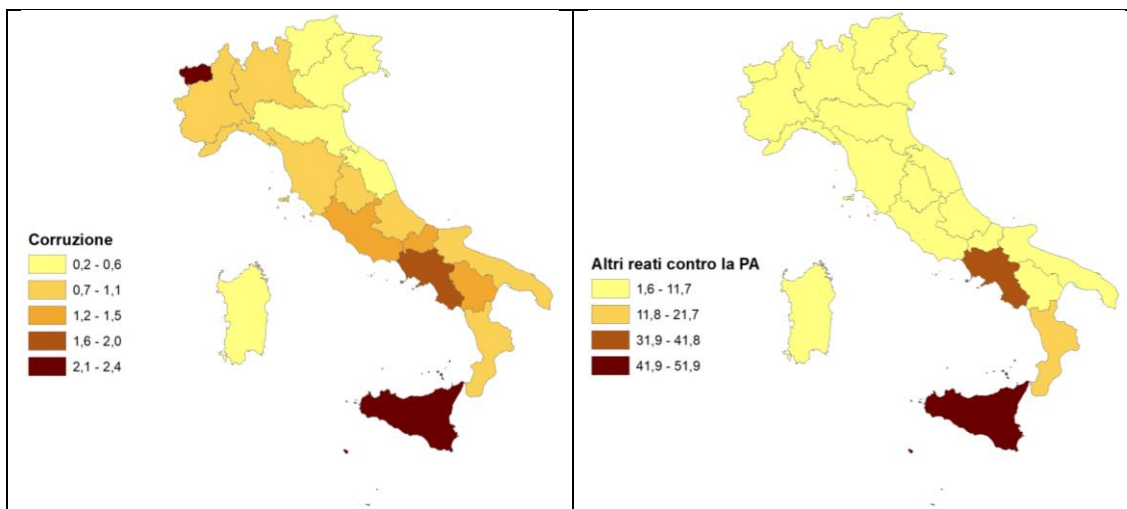 Corruzione
0,2 - 0,6
0,7 - 1,1
1,2 - 1,5
1,6 - 2,0
2,1 - 2,4
Altri reati contro la PA
1,6 - 11,7
11,8 - 21,7
31,9 - 41,8
41,9 - 51,9